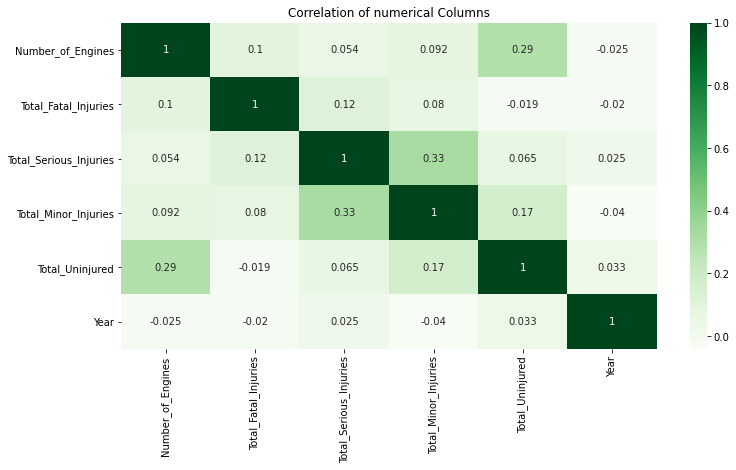 Correlation of numerical Columns
Number_of_Engines 1 0.1 0.054 0.092 0.29 -0.025
Total_Fatal_Injuries 0.1 1 0.12 0.08 -0.019 -0.02
Total_Serious_Injuries 0.054 0.12 1 0.33 0.065 0.025
Total_Minor_Injuries 0.092 0.08 0.33 1 0.17 -0.04
Total_Uninjured 0.29 -0.019 0.065 0.17 1 0.033
Year -0.025 -0.02 0.025 -0.04 0.033 1
Number_of_Engines
Total_Fatal_Injuries
Total_Serious_Injuries
Total_Minor_Injuries
Total_Uninjured
Year
1.0
0.8
0.6
0.4
0.2
0.0